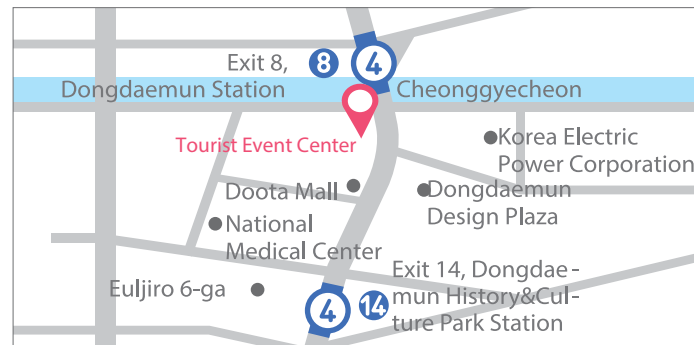 Exit 8,
8
4
Dongdaemun Station
Cheonggyecheon
Tourist Event Center
Korea Electric
Power Corporation
Doota Mall
Dongdaemun
Design Plaza
National
Medical Center
Euljiro 6-ga
4
14
Exit 14, Dongdae-
mun History&Cul-
ture Park Station